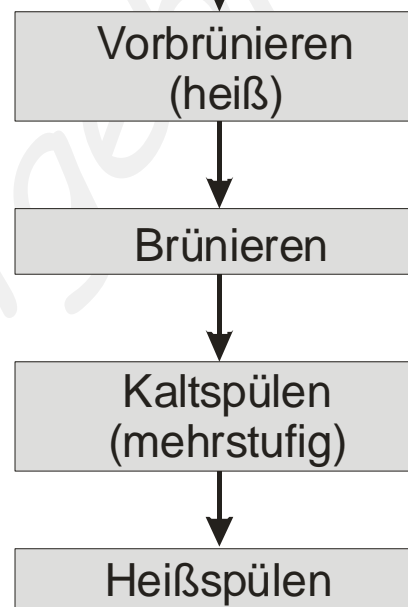 Vorbrünieren
(heiß)
Brünieren
Kaltspülen
(mehrstufig)
Heißspülen